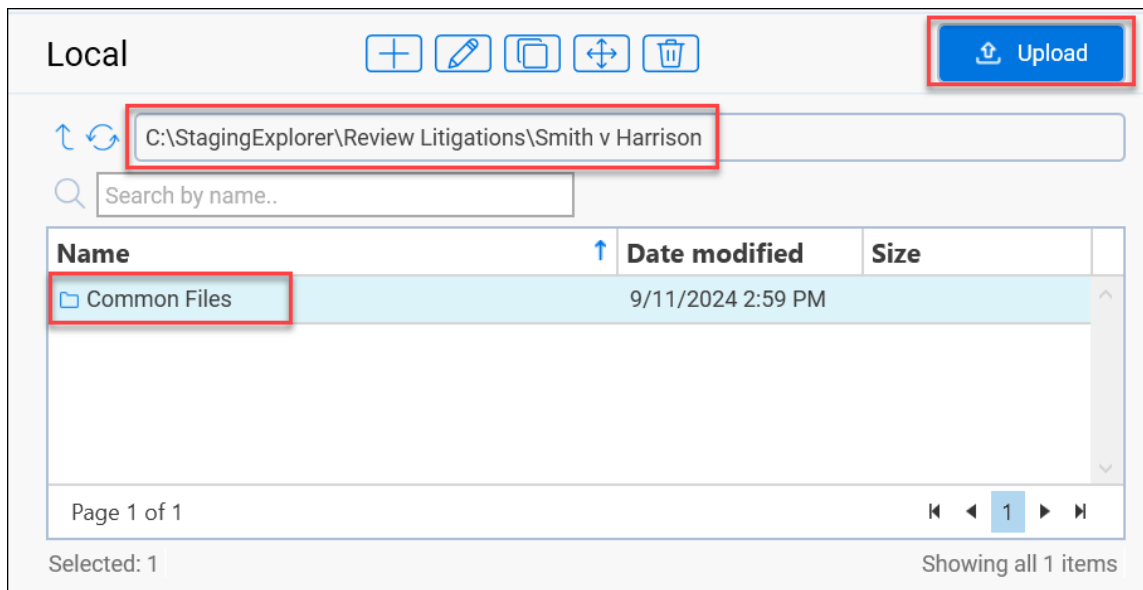 Local
Upload
C:\StagingExplorer\Review Litigations\Smith v Harrison
Search by name..
Name Date modified Size
Common Files 9/11/2024 2:59 PM
Page 1 of 1 1
Selected: 1 Showing all 1 items